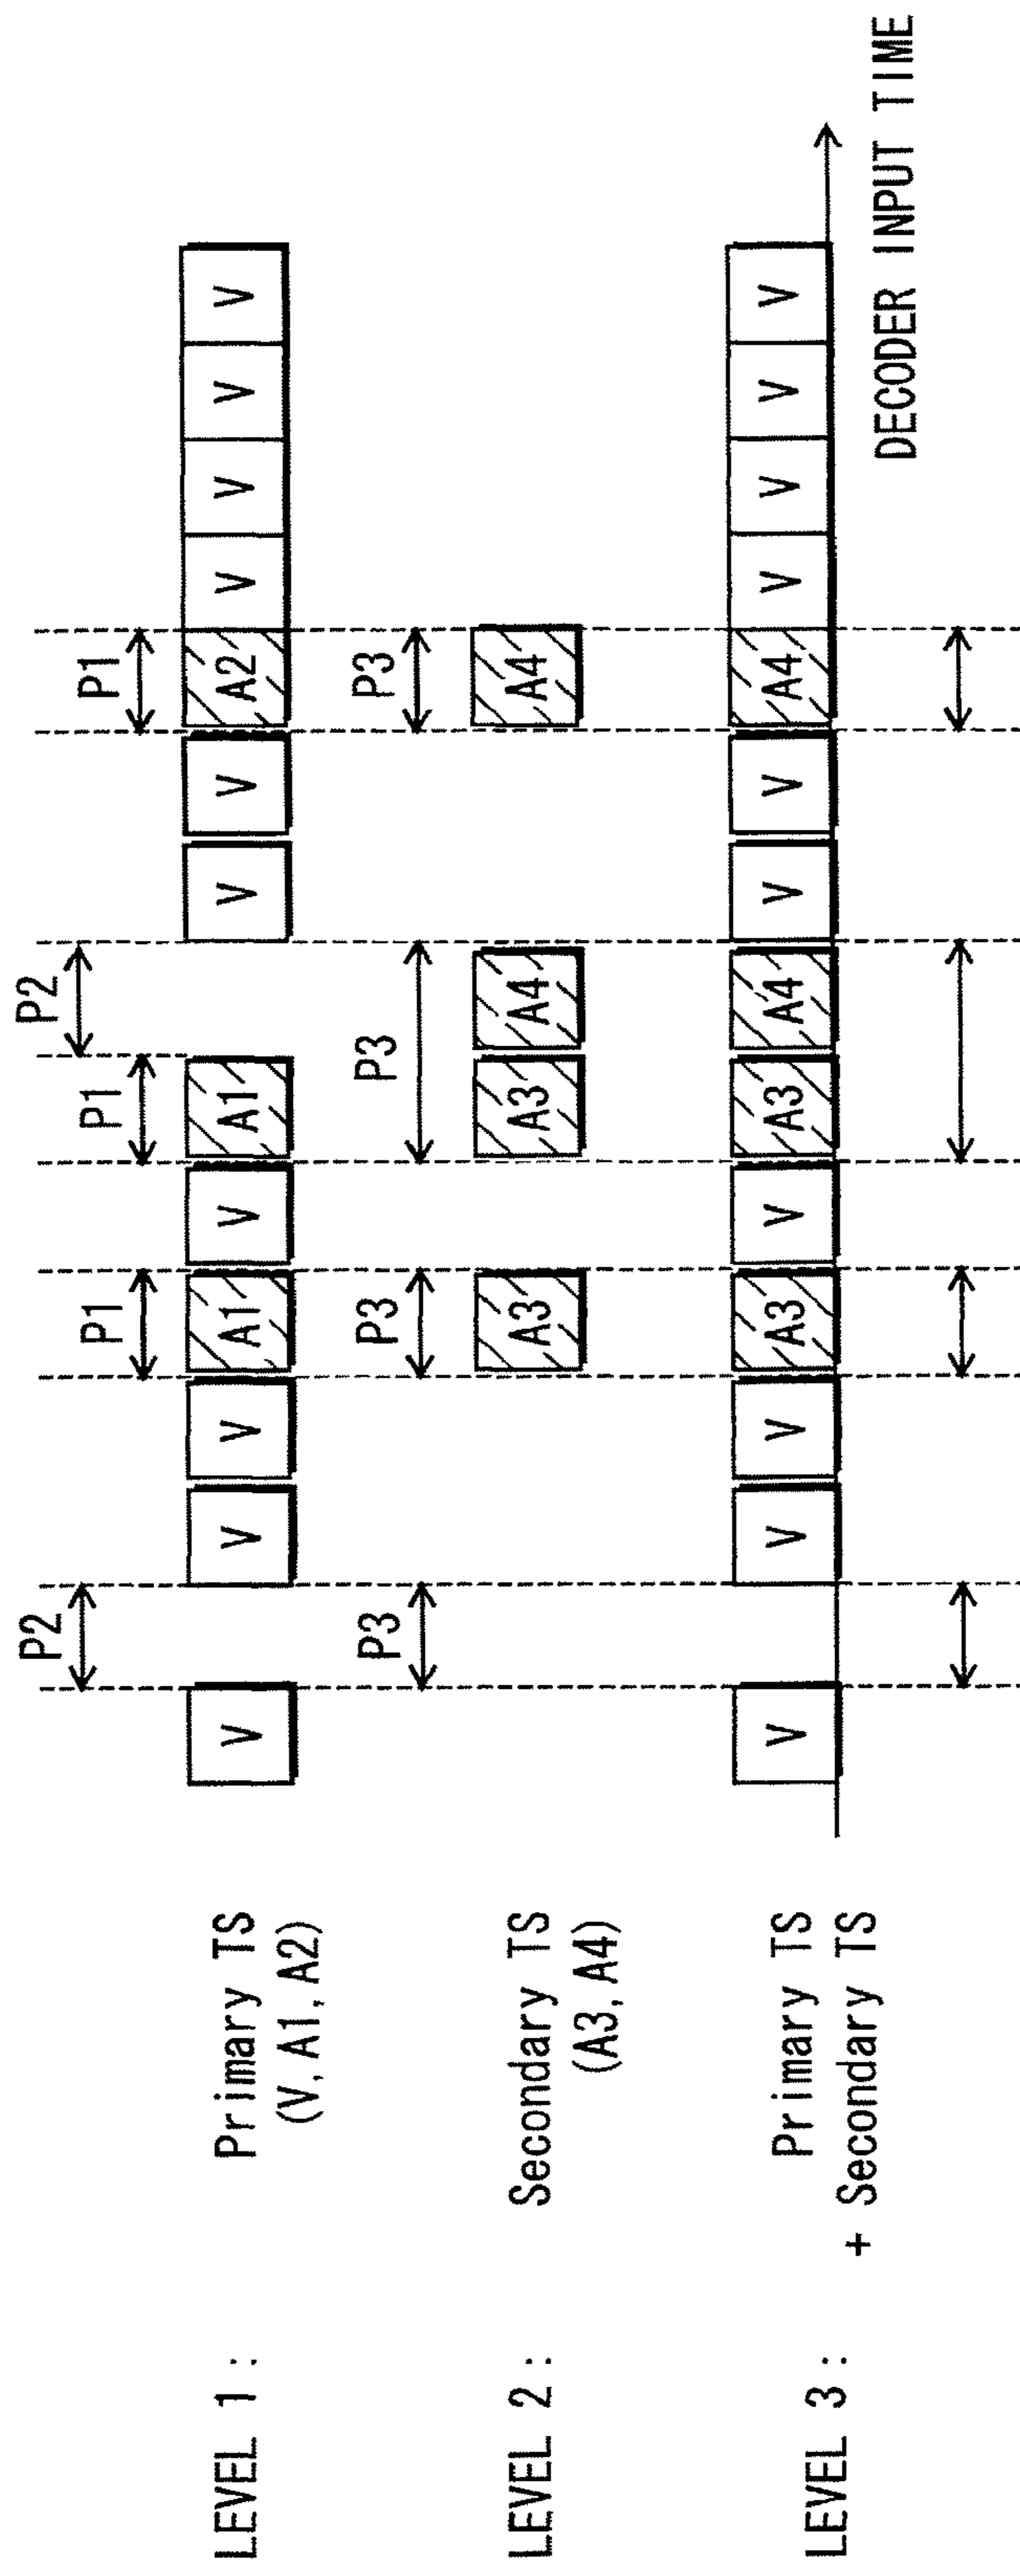 P2 P2
P1 P1 P1
LEVEL 1 : Primary TS V V V A1 V A1 V V A2 V V V V
(V, A1, A2)
P3 P3 P3 P3
LEVEL 2 : Secondary TS A3 A3 A4 A4
(A3, A4)
LEVEL 3 : Primary TS V V V A3 V A3 A4 V V A4 V V V V
+ Secondary TS
DECODER INPUT TIME